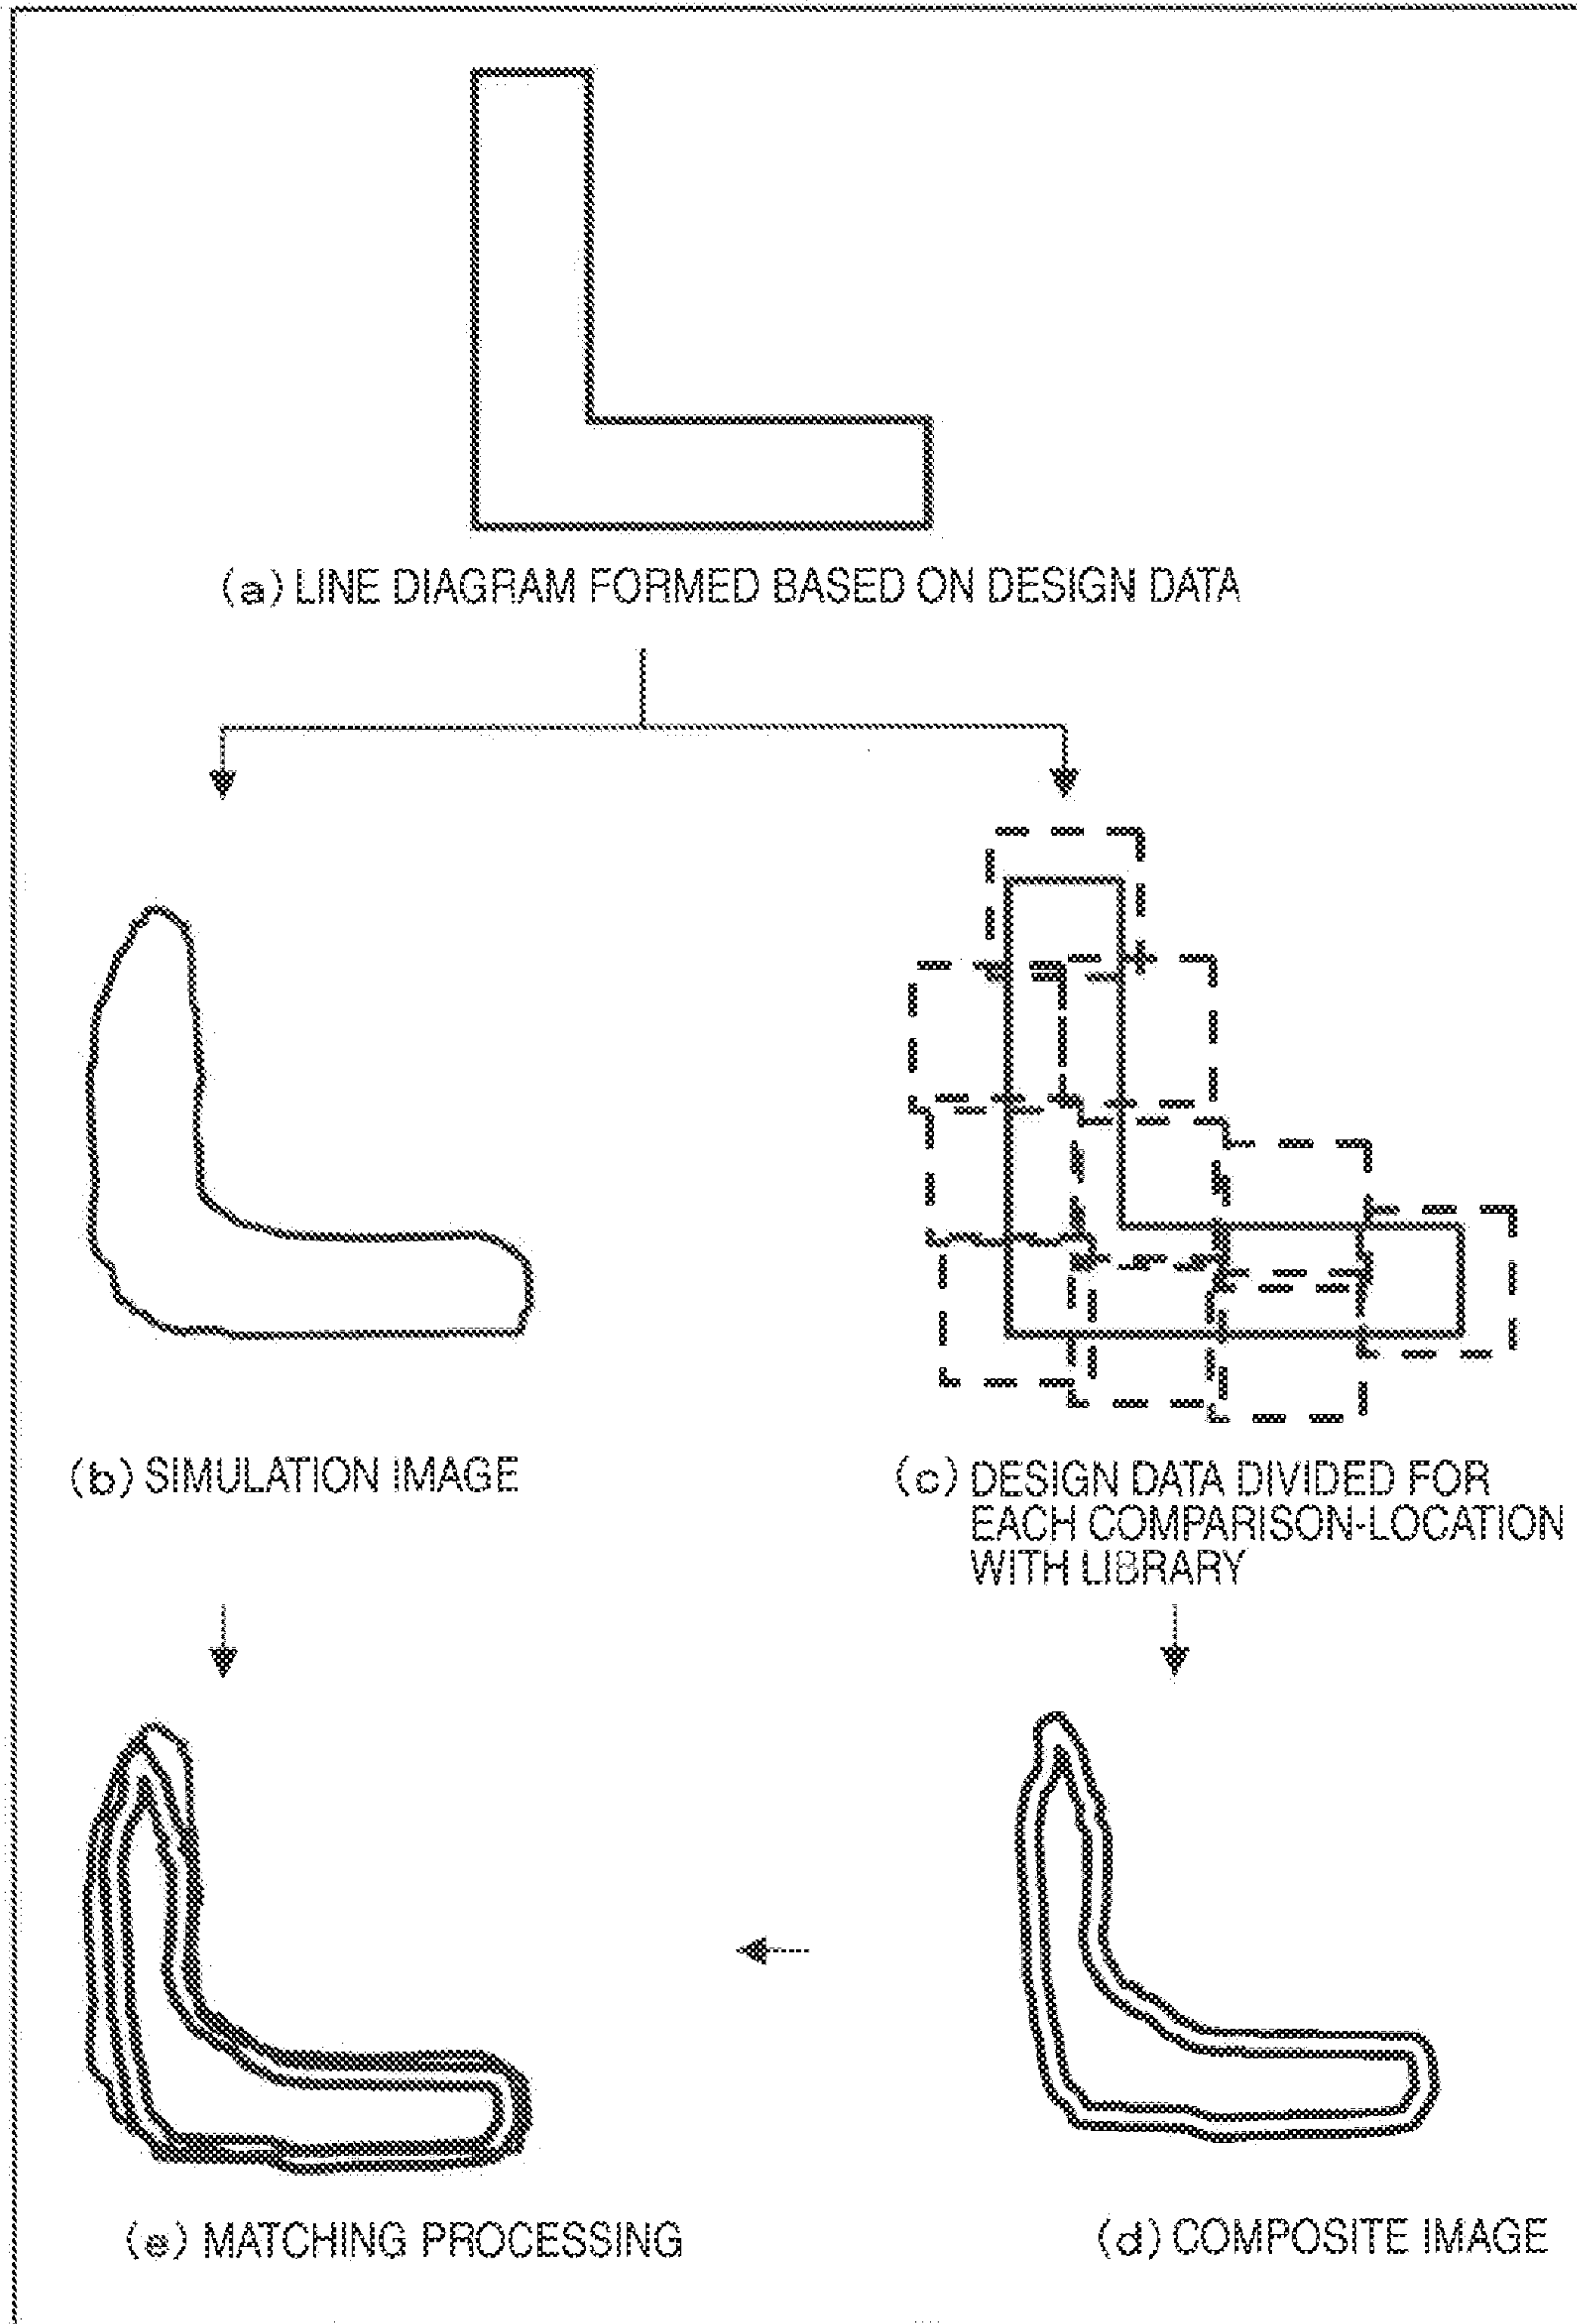 (a) LINE DIAGRAM FORMED BASED ON DESIGN DATA
(b) SIMULATION IMAGE
(c) DESIGN DATA DIVIDED FOR
EACH COMPARISON-LOCATION
WITH LIBRARY
(e) MATCHING PROCESSING
(d) COMPOSITE IMAGE